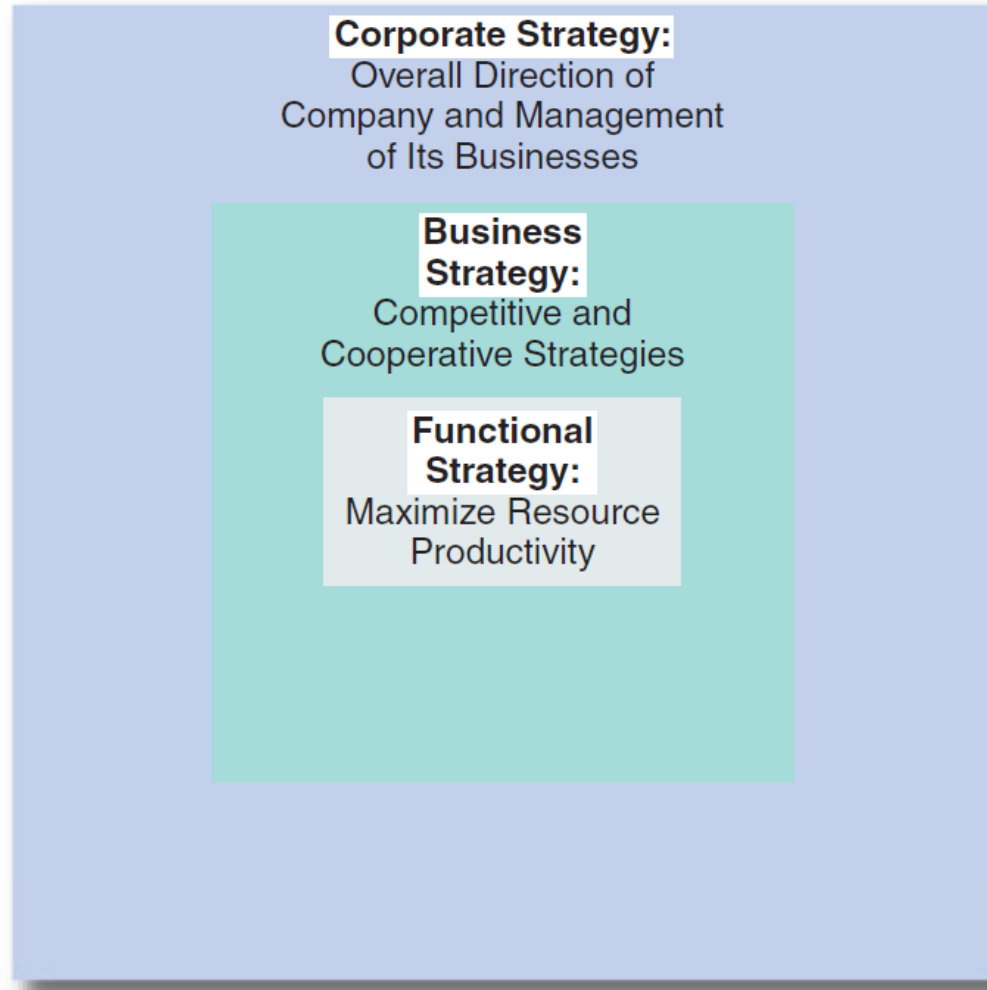 Corporate Strategy:
Overall Direction of
Company and Management
of Its Businesses
Business
Strategy:
Competitive and
Cooperative Strategies
Functional
Strategy:
Maximize Resource
Productivity